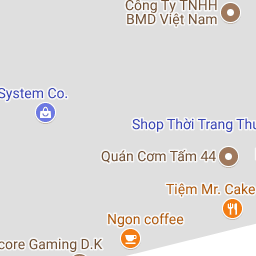 Công Ty TNHH
BMD Việt Nam
System Co.
Shop Thời Trang Thu
Quán Cơm Tấm 44
Tiệm Mr. Cake
Ngon coffee
core Gaming D.K